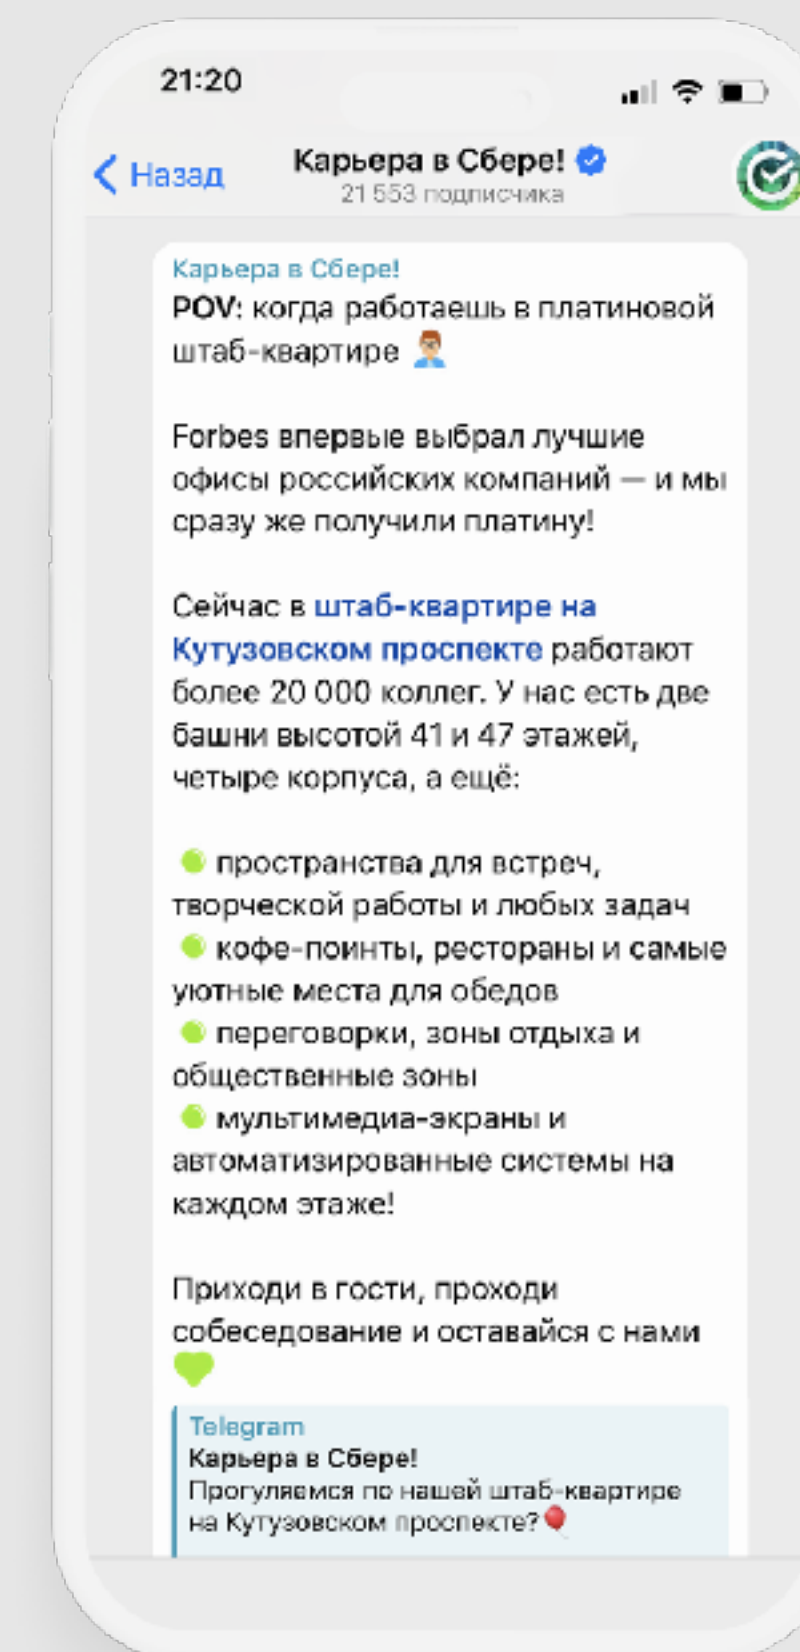 21:20
Назад
Карьера в Сбере!
21 553 подписчика
Карьера в Сбере!
POV: когда работаешь в платиновой
штаб-квартире 👨🏼‍💼
Forbes впервые выбрал лучшие
офисы российских компаний — и мы
сразу же получили платину!
Сейчас в штаб-квартире на
Кутузовском проспекте работают
более 20 000 коллег. У нас есть две
башни высотой 41 и 47 этажей,
четыре корпуса, а ещё:
пространства для встреч,
творческой работы и любых задач
кофе-поинты, рестораны и самые
уютные места для обедов
переговорки, зоны отдыха и
общественные зоны
мультимедиа-экраны и
автоматизированные системы на
каждом этаже!
Приходи в гости, проходи
собеседование и оставайся с нами
💚
Telegram
Карьера в Сбере!
Прогуляемся по нашей штаб-квартире
на Кутузовском проспекте?🎈